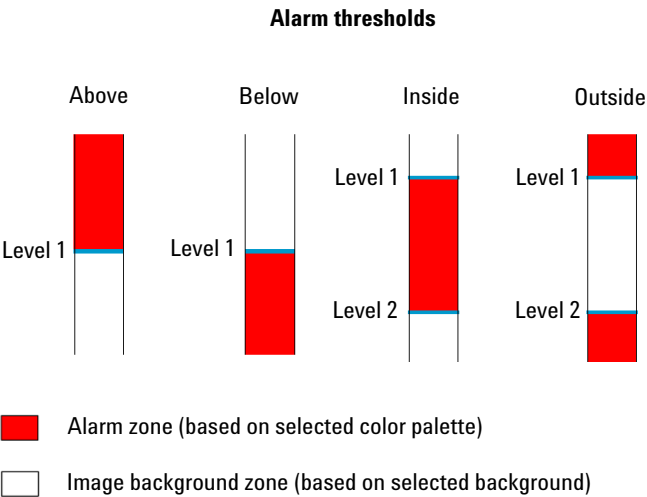 Alarm thresholds
Above
Below
Inside
Outside
Level 1
Level 1
Level 1
Level 2
Level 1
Level 2
Alarm zone (based on selected color palette)
Image background zone (based on selected background)